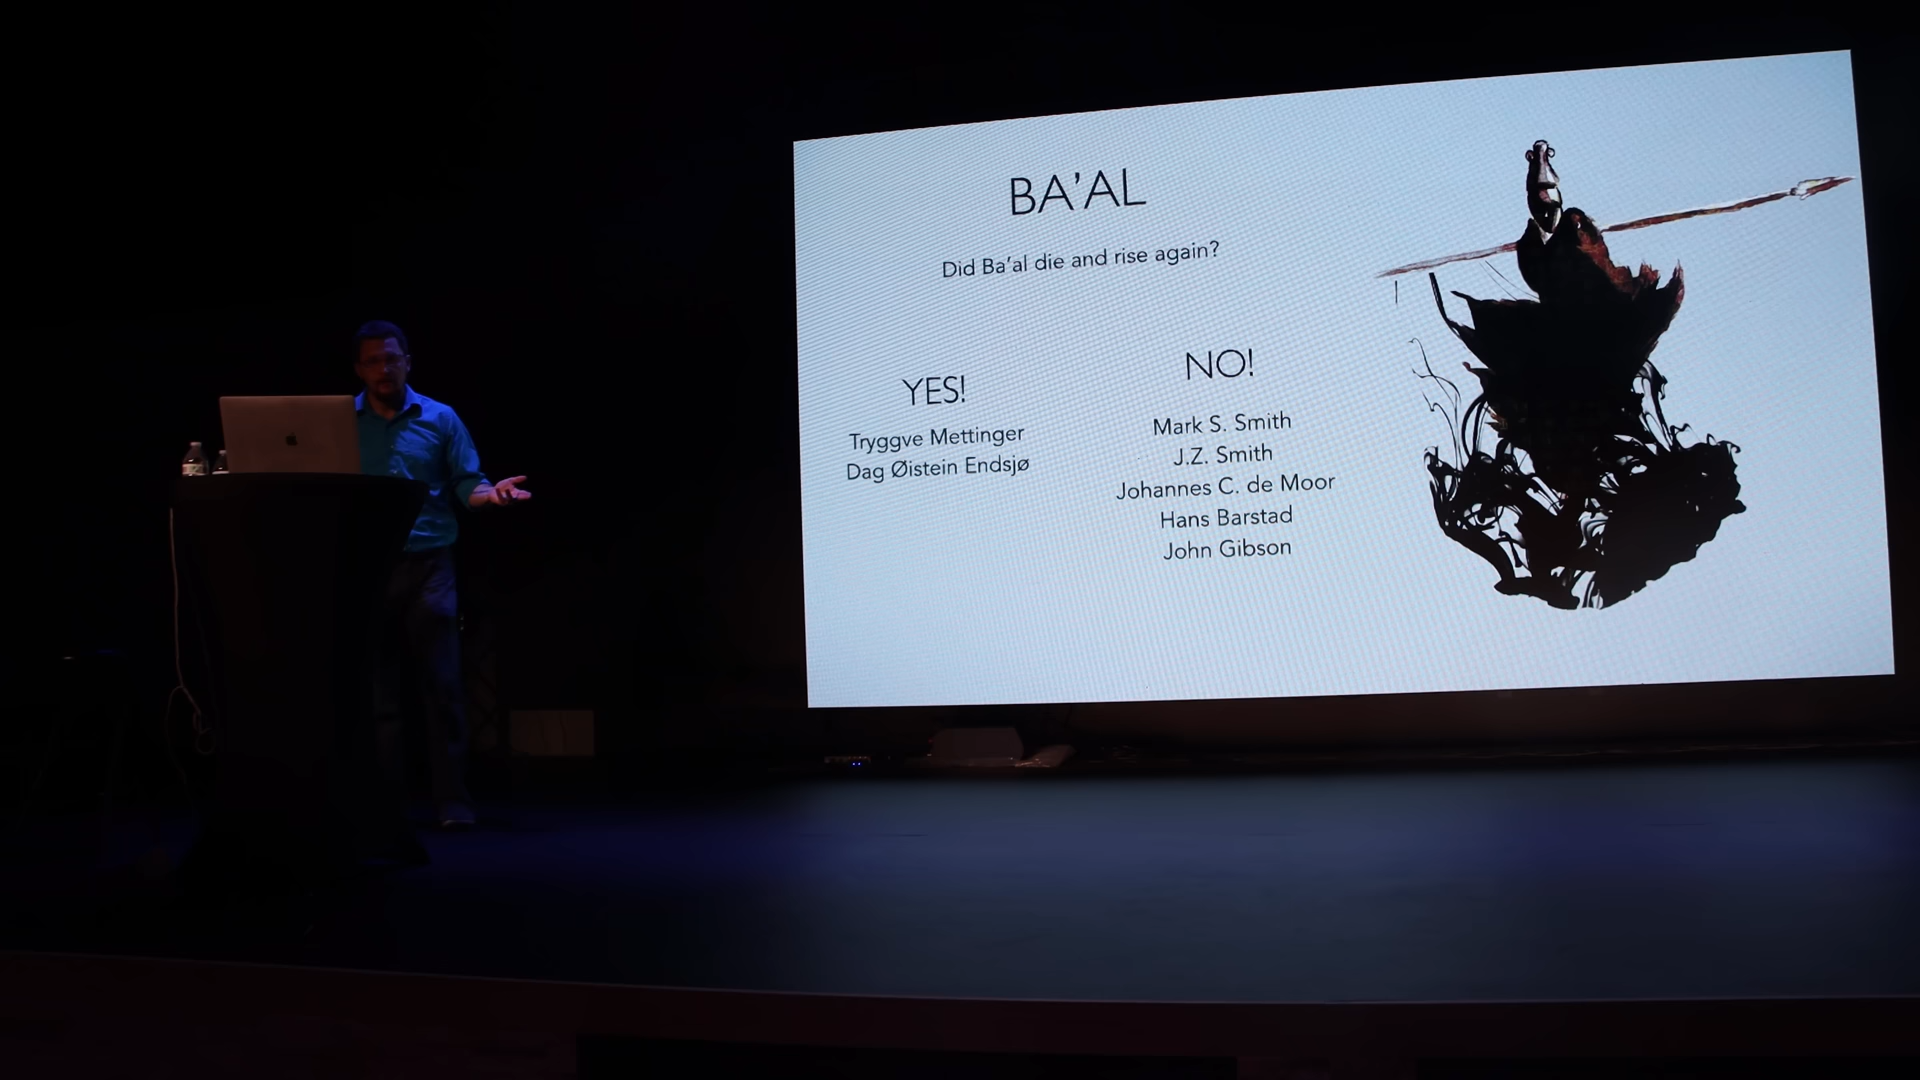 BA’AL
Did Ba’al die and rise again?
YES!
Tryggve Mettinger
Dag Øistein Endsjø
NO!
Mark S. Smith
J.Z. Smith
Johannes C. de Moor
Hans Barstad
John Gibson